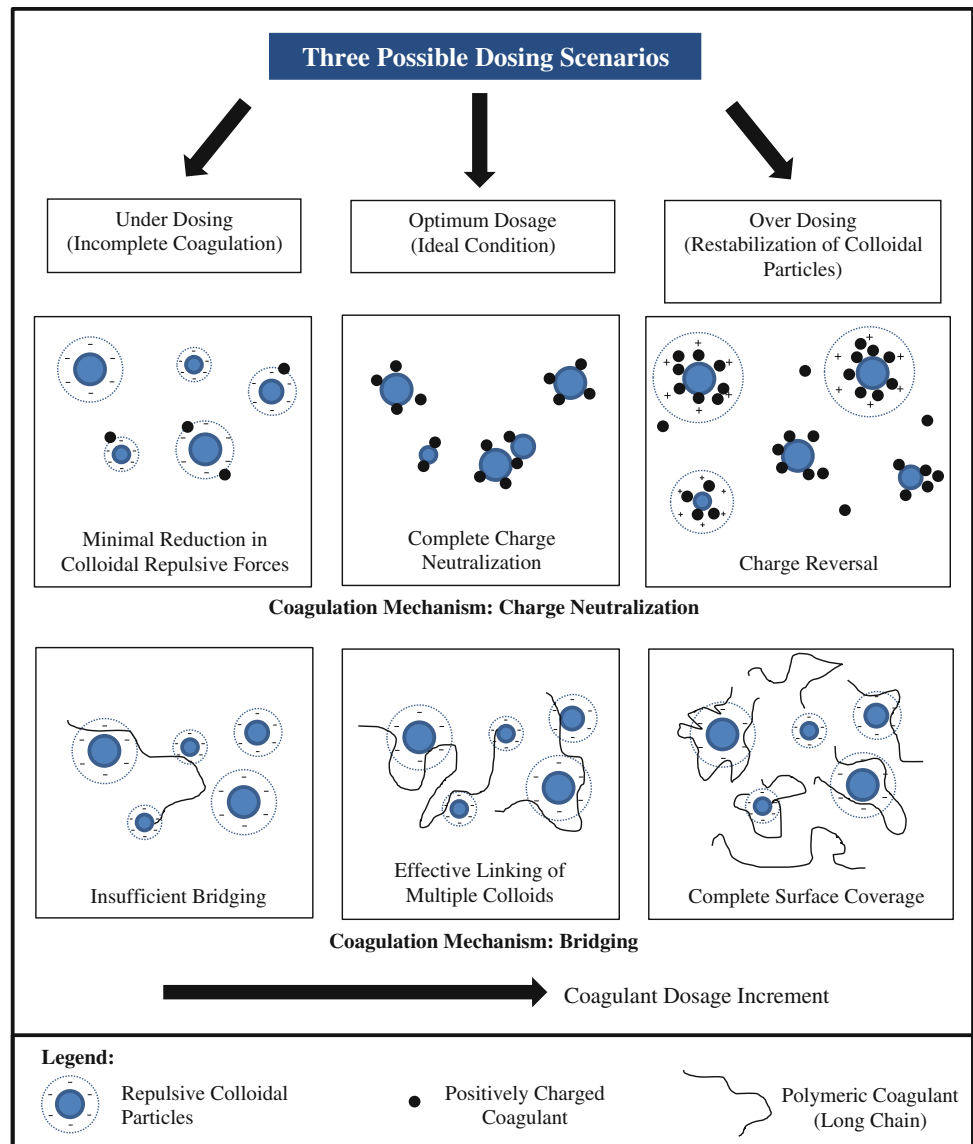 Three Possible Dosing Scenarios
Under Dosing
(Incomplete Coagulation)
Optimum Dosage
(Ideal Condition)
Over Dosing
(Restabilization of Colloidal
Particles)
Minimal Reduction in
Colloidal Repulsive Forces
Complete Charge
Neutralization
Charge Reversal
Coagulation Mechanism: Charge Neutralization
Insufficient Bridging
Effective Linking of
Multiple Colloids
Complete Surface Coverage
Coagulation Mechanism: Bridging
Coagulant Dosage Increment
Legend:
Repulsive Colloidal
Particles
Positively Charged
Coagulant
Polymeric Coagulant
(Long Chain)